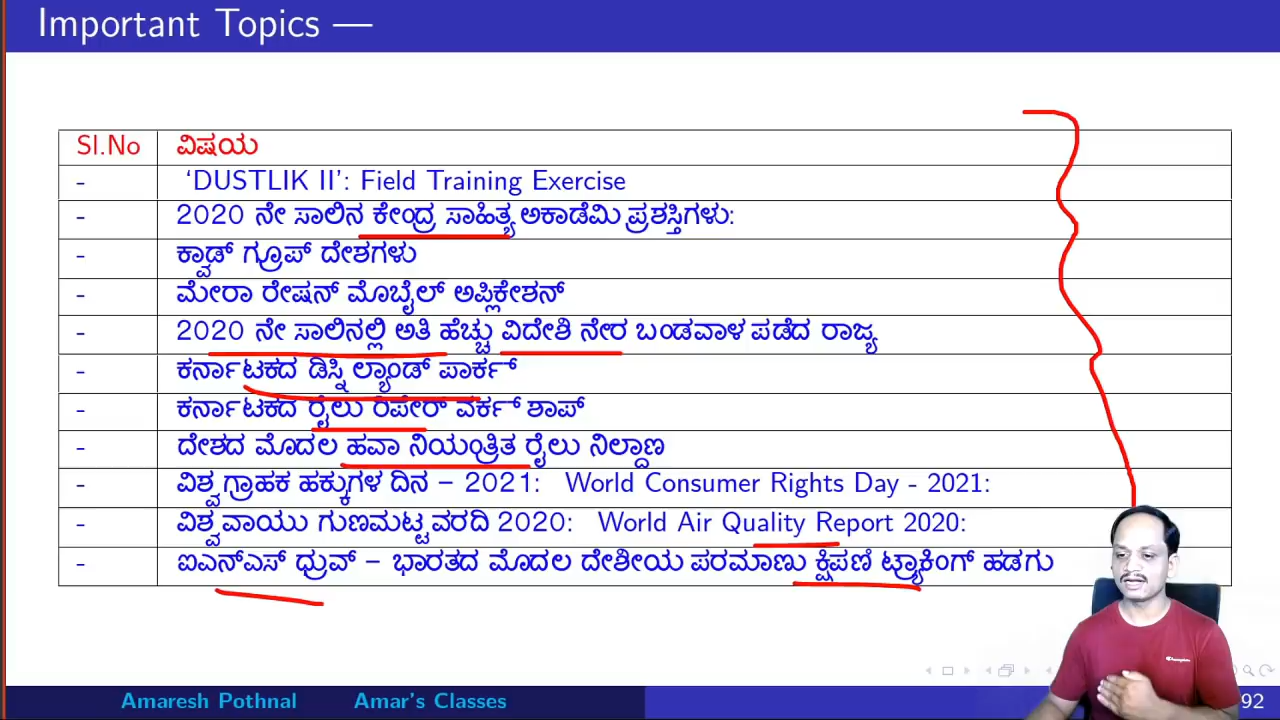 Important Topics —
Sl.No ವಿಷಯ
- ‘DUSTLIK II’: Field Training Exercise
- 2020 ನೇ ಸಾಲಿನ ಕೇಂದ್ರ ಸಾಹಿತ್ಯ ಅಕಾಡೆಮಿ ಪ್ರಶಸ್ತಿಗಳು:
- ಕ್ವಾಡ್ ಗ್ರೂಪ್ ದೇಶಗಳು
- ಮೇರಾ ರೇಷನ್ ಮೊಬೈಲ್ ಅಪ್ಲಿಕೇಶನ್
- 2020 ನೇ ಸಾಲಿನಲ್ಲಿ ಅತಿ ಹೆಚ್ಚು ವಿದೇಶಿ ನೇರ ಬಂಡವಾಳ ಪಡೆದ ರಾಜ್ಯ
- ಕರ್ನಾಟಕದ ಡಿಸ್ನಿ ಲ್ಯಾಂಡ್ ಪಾರ್ಕ್
- ಕರ್ನಾಟಕದ ರೈಲು ರಿಪೇರ್ ವರ್ಕ್ ಶಾಪ್
- ದೇಶದ ಮೊದಲ ಹವಾ ನಿಯಂತ್ರಿತ ರೈಲು ನಿಲ್ದಾಣ
- ವಿಶ್ವ ಗ್ರಾಹಕ ಹಕ್ಕುಗಳ ದಿನ – 2021: World Consumer Rights Day - 2021:
- ವಿಶ್ವ ವಾಯು ಗುಣಮಟ್ಟ ವರದಿ 2020: World Air Quality Report 2020:
- ಐಎನ್ಎಸ್ ಧ್ರುವ್ – ಭಾರತದ ಮೊದಲ ದೇಶೀಯ ಪರಮಾಣು ಕ್ಷಿಪಣಿ ಟ್ರ್ಯಾಕಿಂಗ್ ಹಡಗು
Amaresh Pothnal Amar's Classes 92